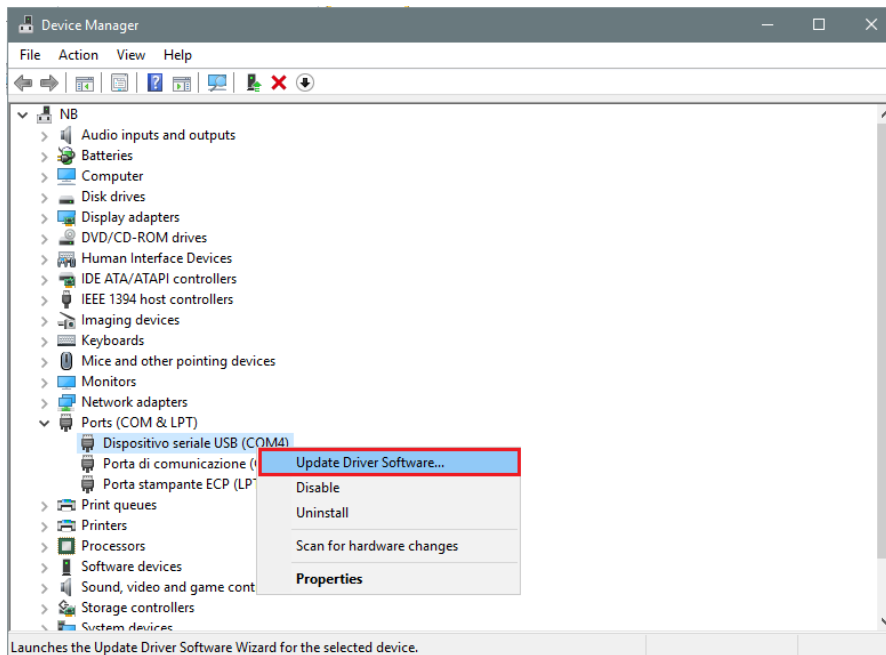 Device Manager
File Action View Help
NB
Audio inputs and outputs
Batteries
Computer
Disk drives
Display adapters
DVD/CD-ROM drives
Human Interface Devices
IDE ATA/ATAPI controllers
IEEE 1394 host controllers
Imaging devices
Keyboards
Mice and other pointing devices
Monitors
Network adapters
Ports (COM & LPT)
Dispositivo seriale USB (COM4)
Porta di comunicazione (
Porta stampante ECP (LPT
Update Driver Software...
Disable
Uninstall
Scan for hardware changes
Properties
Print queues
Printers
Processors
Software devices
Sound, video and game cont
Storage controllers
System devices
Launches the Update Driver Software Wizard for the selected device.